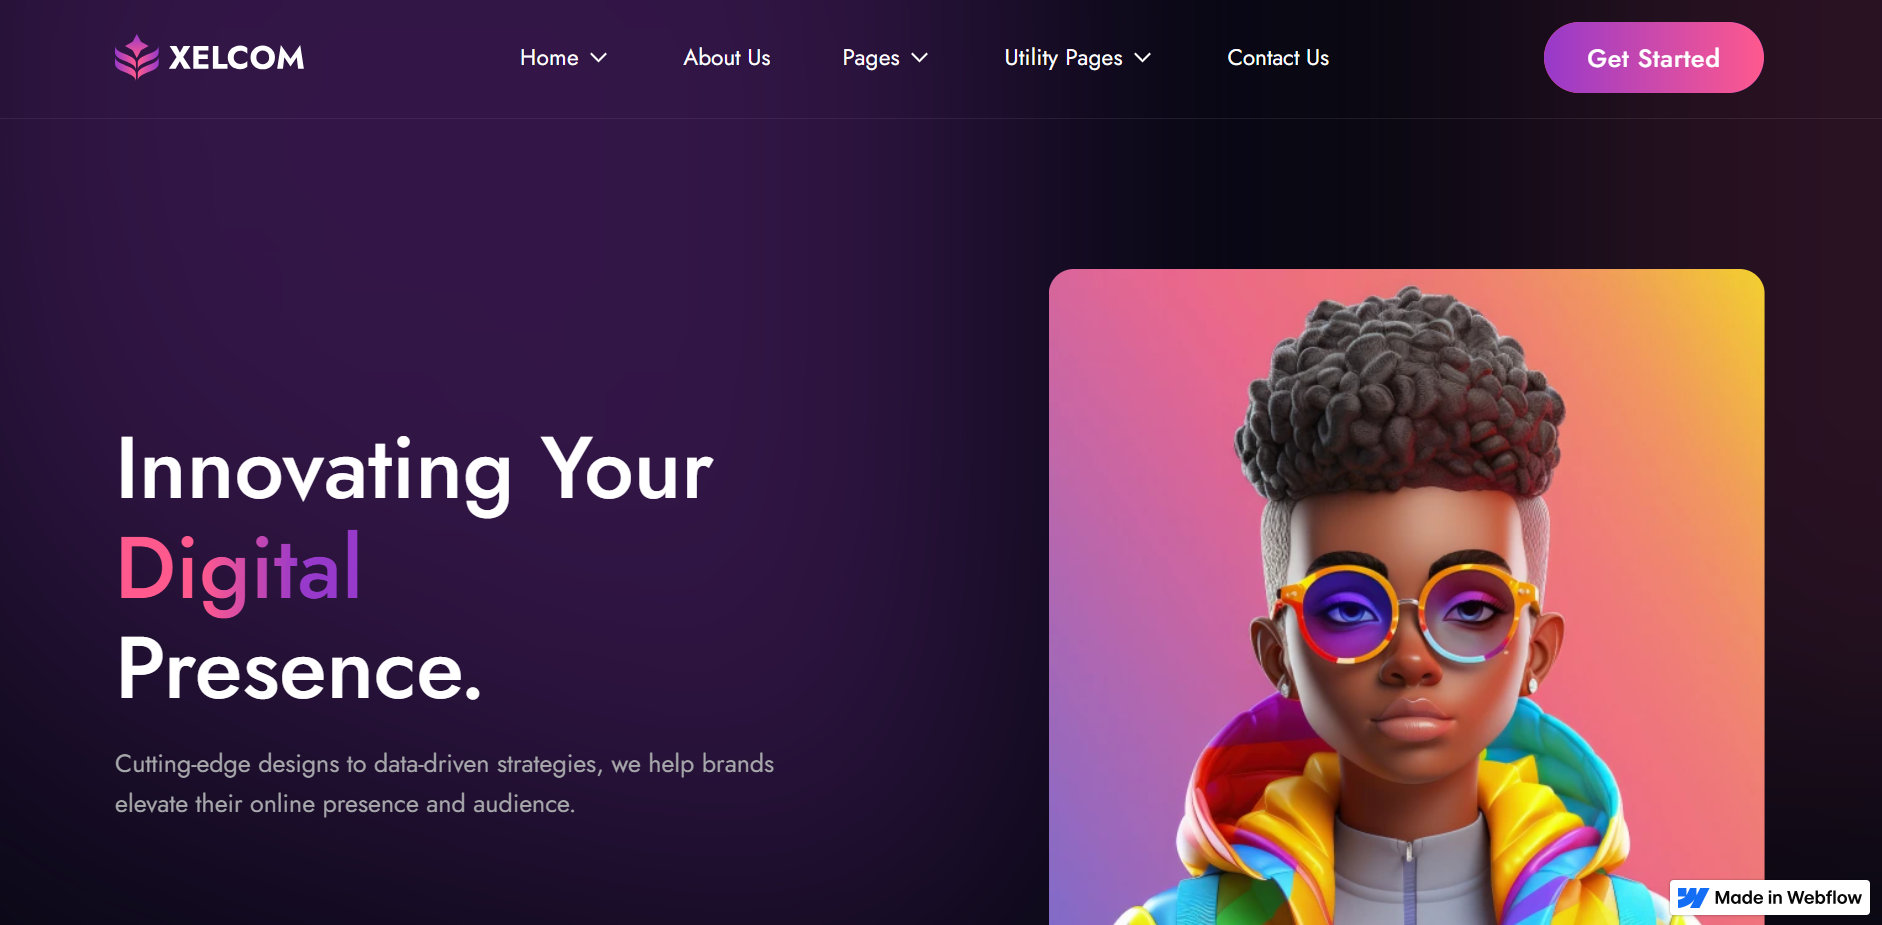 XELCOM
Home
About Us
Pages
Utility Pages
Contact Us
Get Started
Innovating Your
Digital
Presence.
Cutting-edge designs to data-driven strategies, we help brands
elevate their online presence and audience.
Made in Webflow